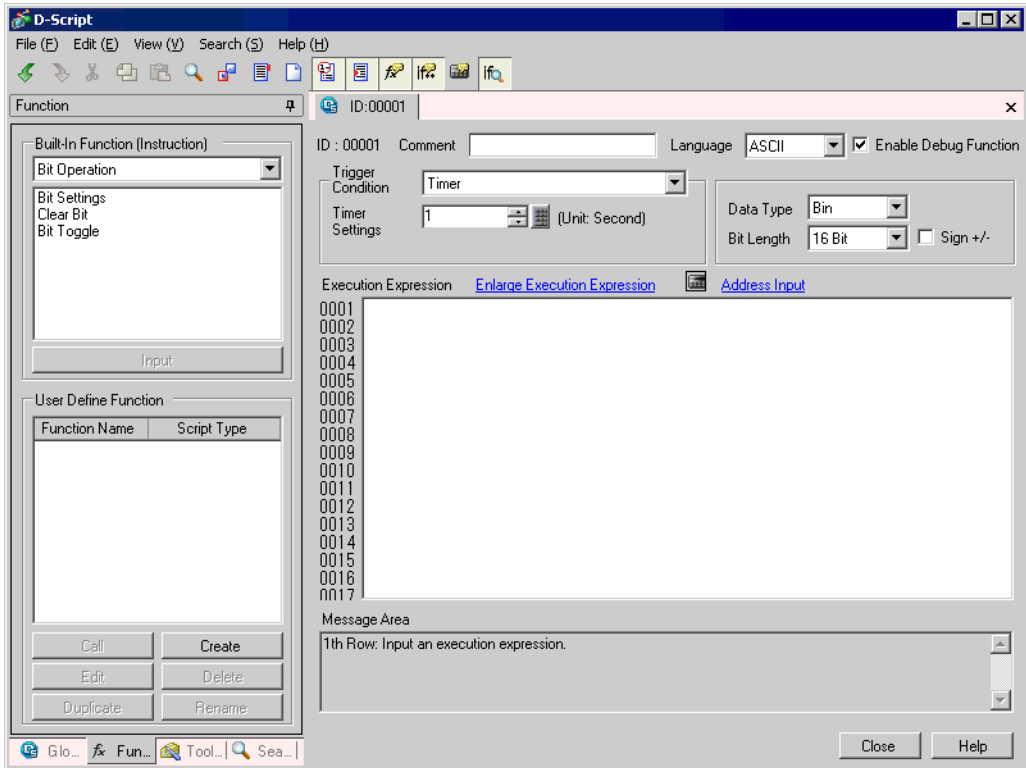 D-Script
File (F) Edit (E) View (V) Search (S) Help (H)
Function
ID:00001
Built-In Function (Instruction)
Bit Operation
Bit Settings
Clear Bit
Bit Toggle
Input
User Define Function
Function Name Script Type
Call Create
Edit Delete
Duplicate Rename
Glo... fx Fun... Tool... Sea...
ID : 00001 Comment Language ASCII Enable Debug Function
Trigger Condition Timer
Timer Settings 1 (Unit: Second)
Data Type Bin
Bit Length 16 Bit Sign +/-
Execution Expression Enlarge Execution Expression Address Input
0001
0002
0003
0004
0005
0006
0007
0008
0009
0010
0011
0012
0013
0014
0015
0016
0017
Message Area
1th Row: Input an execution expression.
Close Help